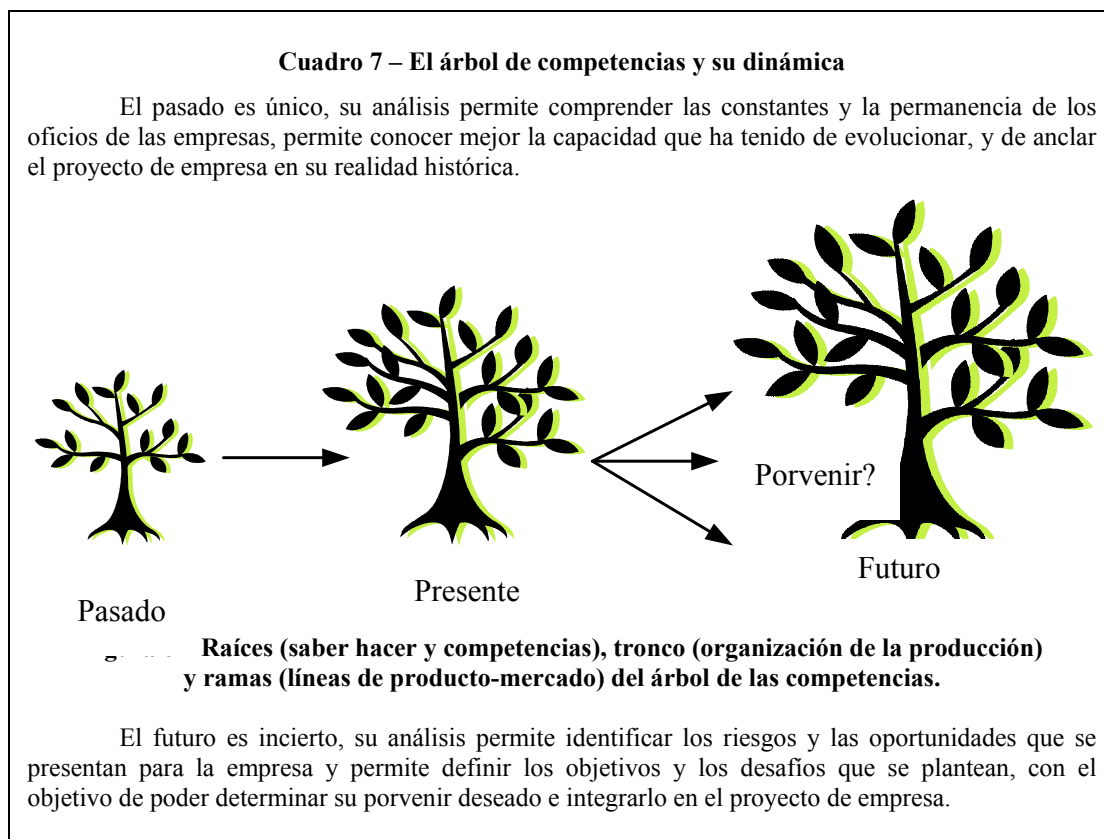 Cuadro 7 – El árbol de competencias y su dinámica
El pasado es único, su análisis permite comprender las constantes y la permanencia de los
oficios de las empresas, permite conocer mejor la capacidad que ha tenido de evolucionar, y de anclar
el proyecto de empresa en su realidad histórica.
Porvenir?
Futuro
Presente
Pasado
Raíces (saber hacer y competencias), tronco (organización de la producción)
y ramas (líneas de producto-mercado) del árbol de las competencias.
El futuro es incierto, su análisis permite identificar los riesgos y las oportunidades que se
presentan para la empresa y permite definir los objetivos y los desafíos que se plantean, con el
objetivo de poder determinar su porvenir deseado e integrarlo en el proyecto de empresa.